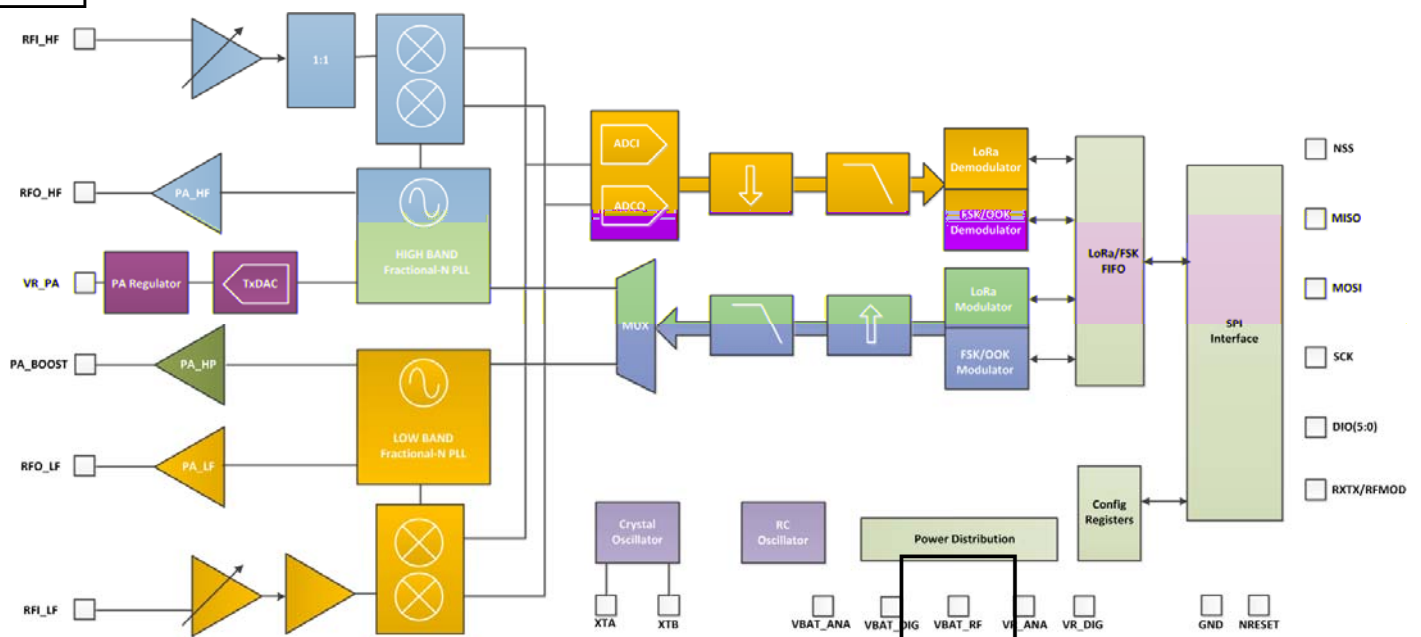 RFI_HF
1:1
RFO_HF
PA_HF
HIGH BAND
Fractional-N PLL
VR_PA
PA Regulator
TxDAC
PA_BOOST
PA_HP
LOW BAND
Fractional-N PLL
RFO_LF
PA_LF
RFI_LF
ADCI
ADCQ
MUX
LoRa
Demodulator
FSK/OOK
Demodulator
LoRa
Modulator
FSK/OOK
Modulator
LoRa/FSK
FIFO
SPI
Interface
NSS
MISO
MOSI
SCK
DIO(5:0)
RXTX/RFMOD
Config
Registers
Crystal
Oscillator
RC
Oscillator
Power Distribution
XTA
XTB
VBAT_ANA
VBAT_DIG
VBAT_RF
VR_ANA
VR_DIG
GND
NRESET